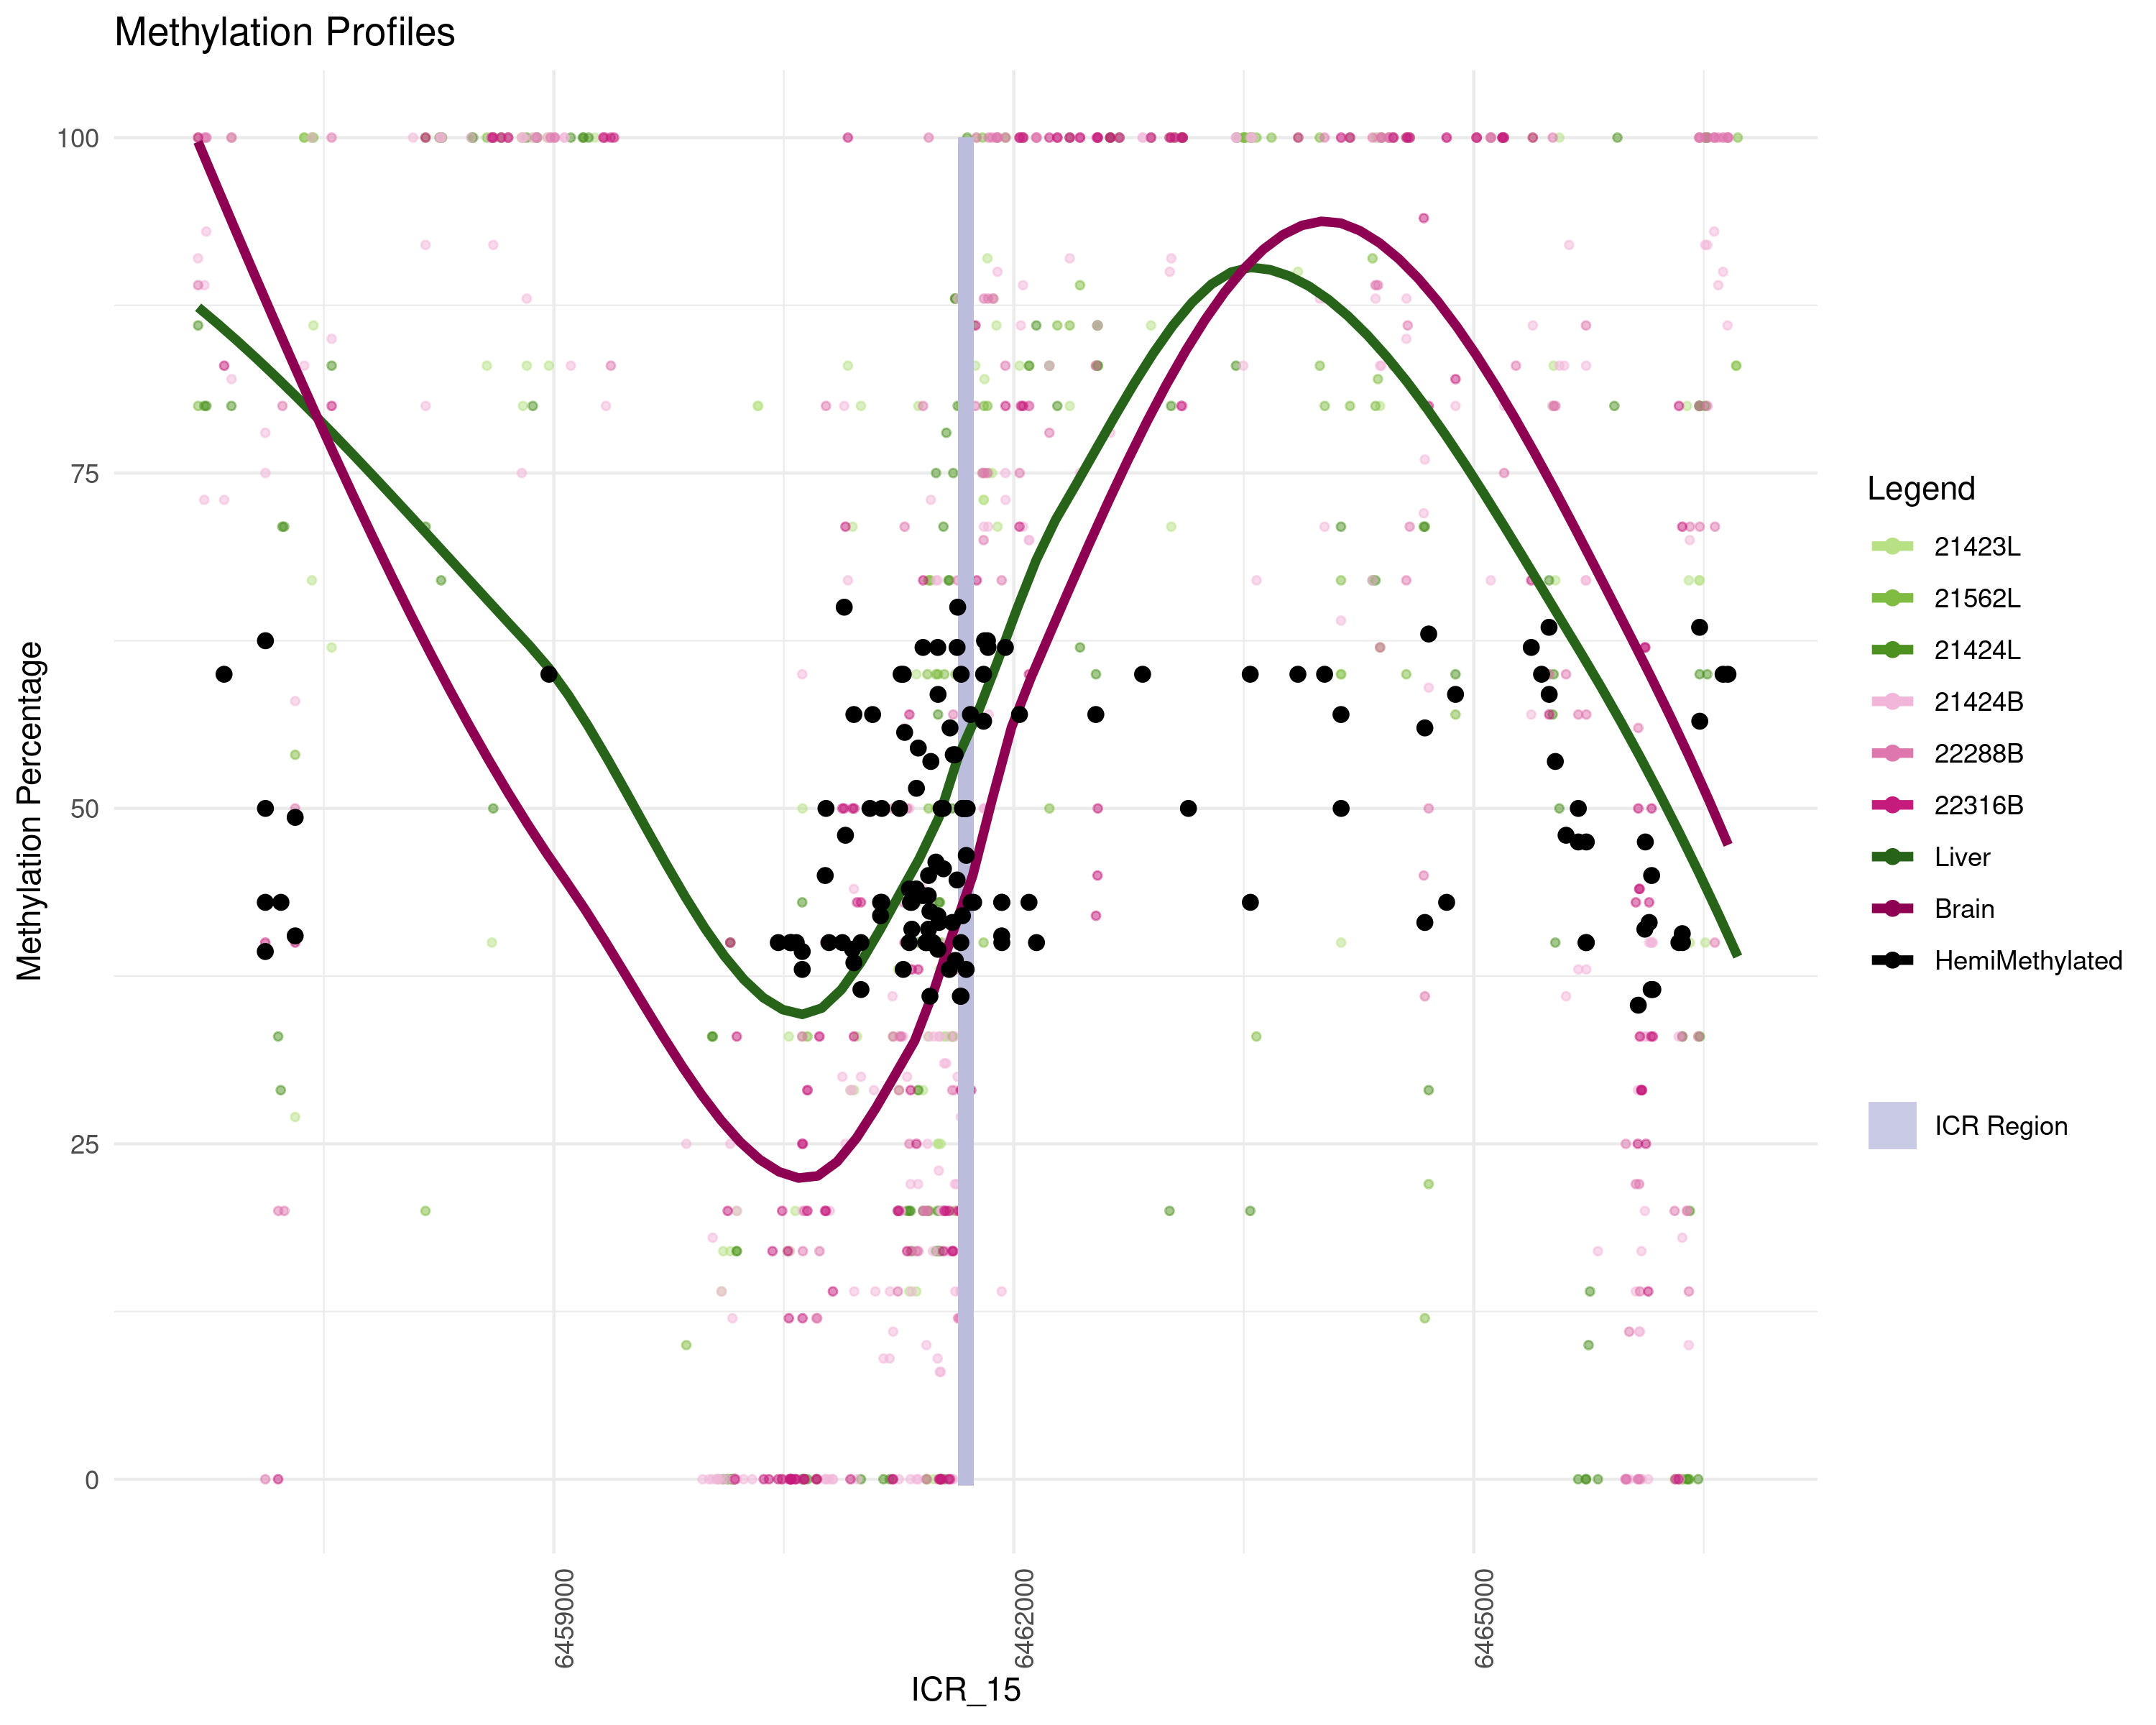 Methylation Profiles
100
75
50
25
0
Methylation Percentage
6459000
6462000
6465000
ICR_15
Legend
21423L
21562L
21424L
21424B
22288B
22316B
Liver
Brain
HemiMethylated
ICR Region